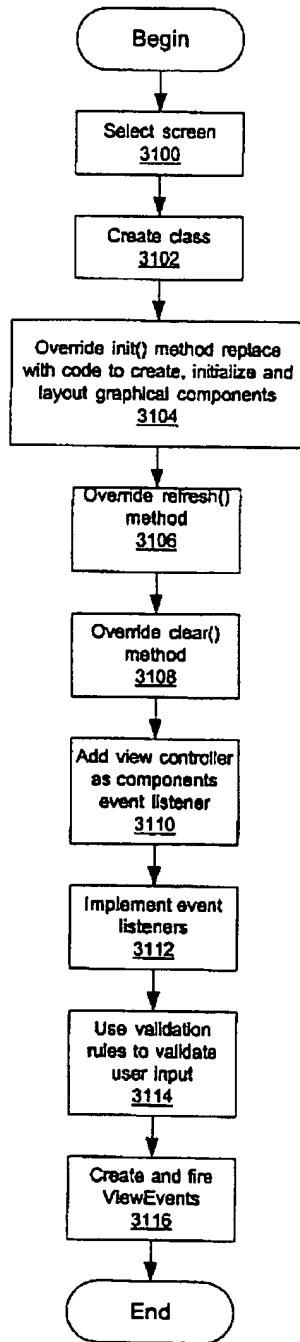 Begin
Select screen
3100
Create class
3102
Override init() method replace
with code to create, initialize and
layout graphical components
3104
Override refresh()
method
3106
Override clear()
method
3108
Add view controller
as components
event listener
3110
Implement event
listeners
3112
Use validation
rules to validate
user input
3114
Create and fire
ViewEvents
3116
End